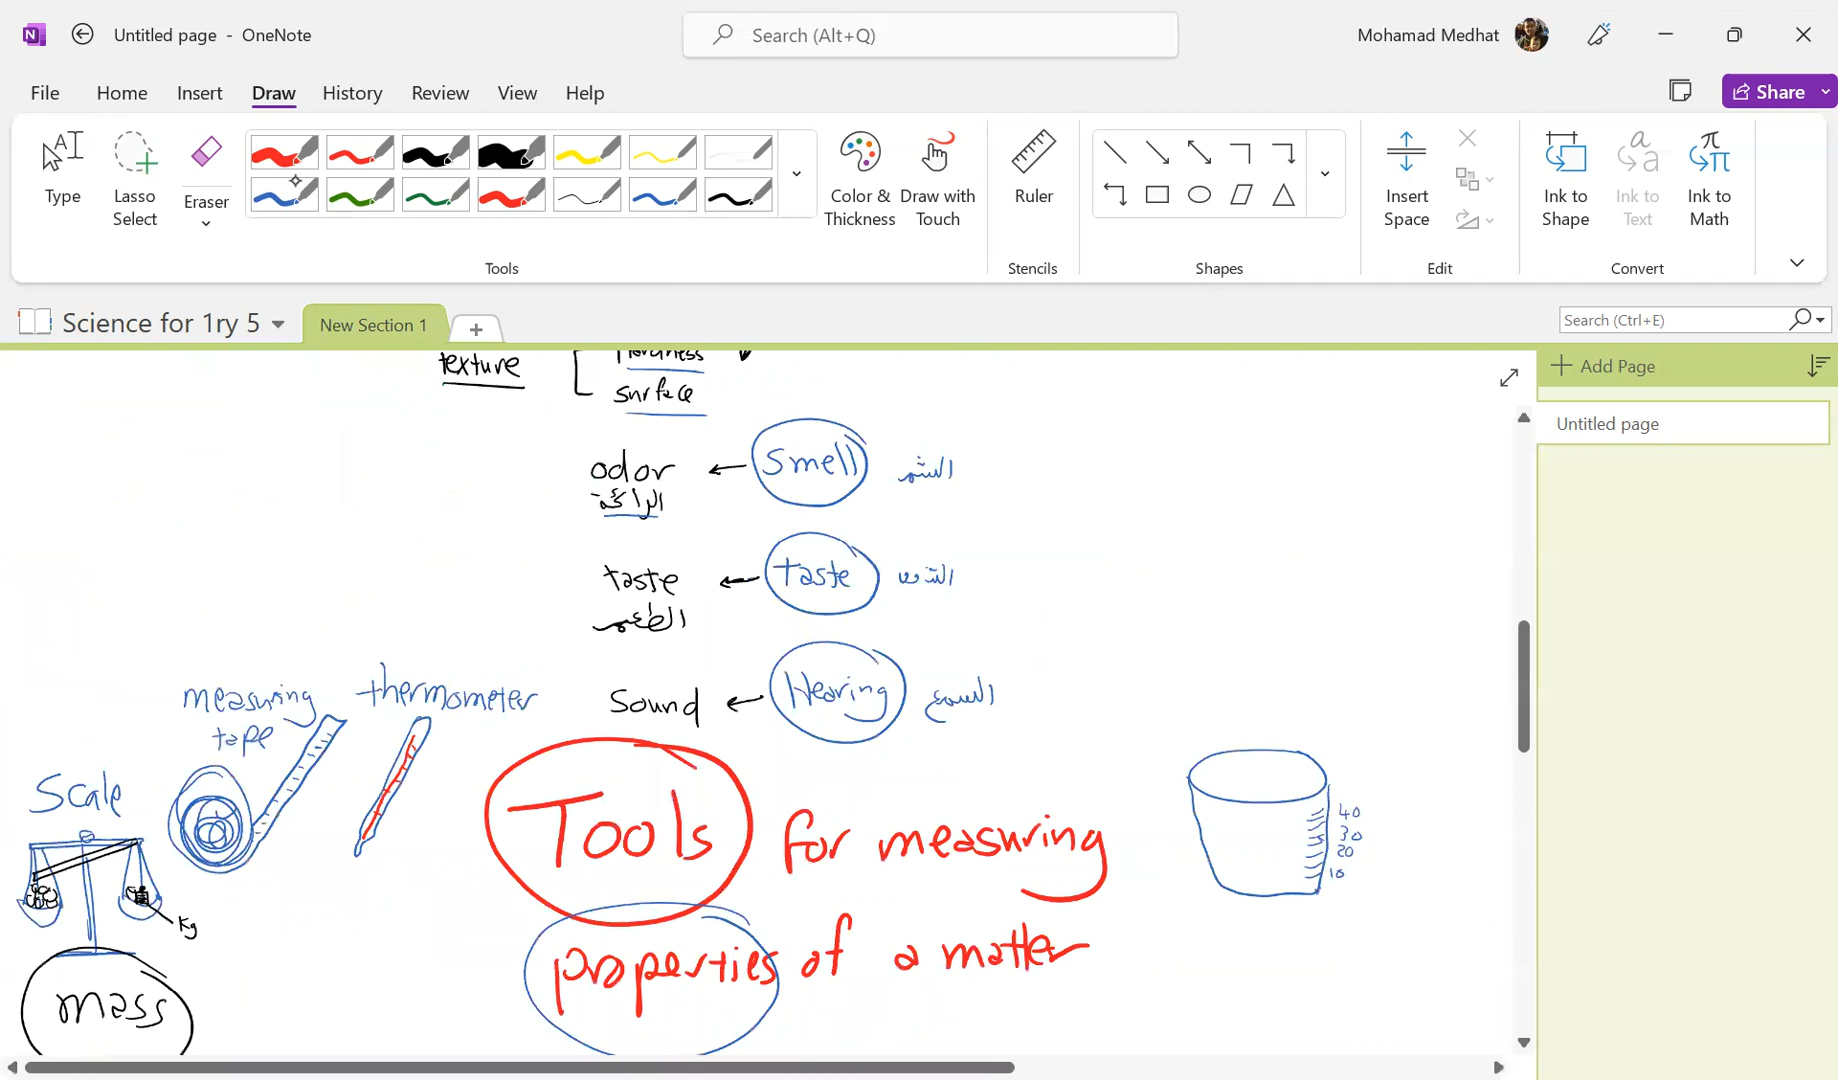 Untitled page - OneNote
Search (Alt+Q)
Mohamad Medhat
File Home Insert Draw History Review View Help
Share
Type
Lasso
Select
Eraser
Color &
Thickness
Draw with
Touch
Ruler
Insert
Space
Ink to
Shape
Ink to
Text
Ink to
Math
Tools
Stencils
Shapes
Edit
Convert
Science for 1ry 5
New Section 1
Search (Ctrl+E)
Add Page
Untitled page
texture
surface
odor ← Smell الشم
الرائحة
taste ← Taste
الطعم
Sound ← Hearing السمع
measuring
tape
thermometer
Scale
Kg
mass
Tools for measuring
properties of a matter
40
30
20
10